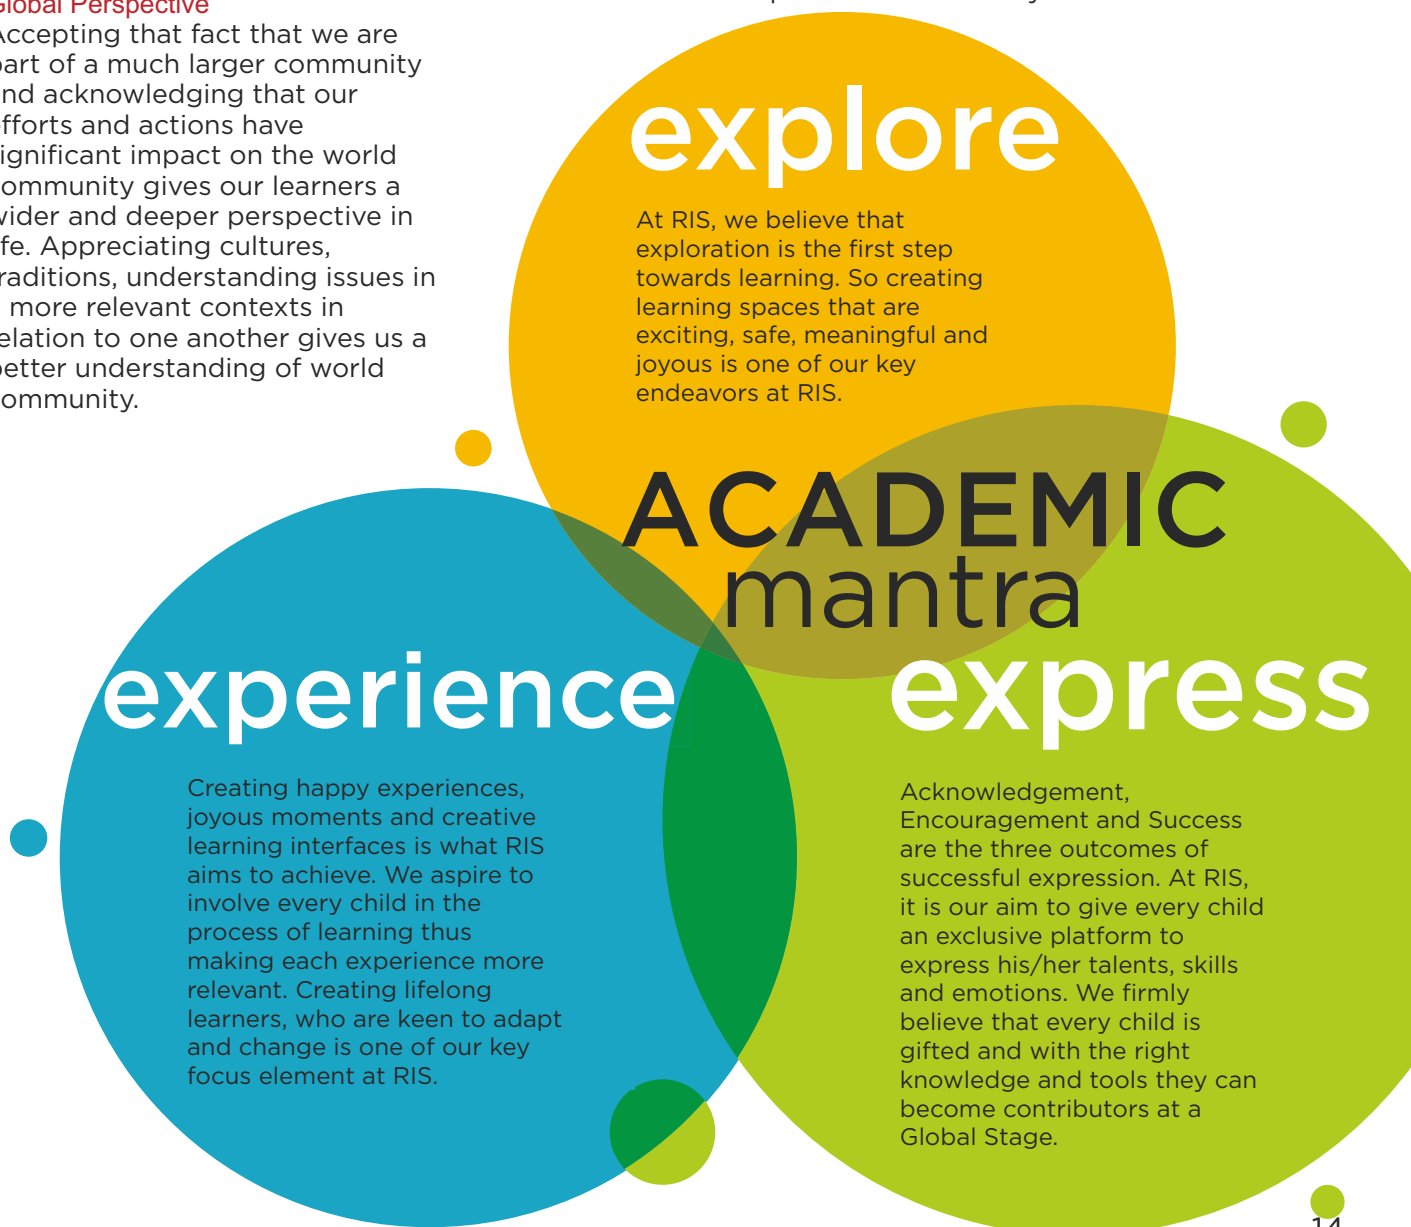 Global Perspective
Accepting that fact that we are
part of a much larger community
and acknowledging that our
efforts and actions have
significant impact on the world
community gives our learners a
wider and deeper perspective in
life. Appreciating cultures,
traditions, understanding issues in
more relevant contexts in
relation to one another gives us a
better understanding of world
community.
explore
At RIS, we believe that
exploration is the first step
towards learning. So creating
learning spaces that are
exciting, safe, meaningful and
joyous is one of our key
endeavors at RIS.
ACADEMIC
mantra
experience
Creating happy experiences,
joyous moments and creative
learning interfaces is what RIS
aims to achieve. We aspire to
involve every child in the
process of learning thus
making each experience more
relevant. Creating lifelong
learners, who are keen to adapt
and change is one of our key
focus element at RIS.
express
Acknowledgement,
Encouragement and Success
are the three outcomes of
successful expression. At RIS,
it is our aim to give every child
an exclusive platform to
express his/her talents, skills
and emotions. We firmly
believe that every child is
gifted and with the right
knowledge and tools they can
become contributors at a
Global Stage.
14